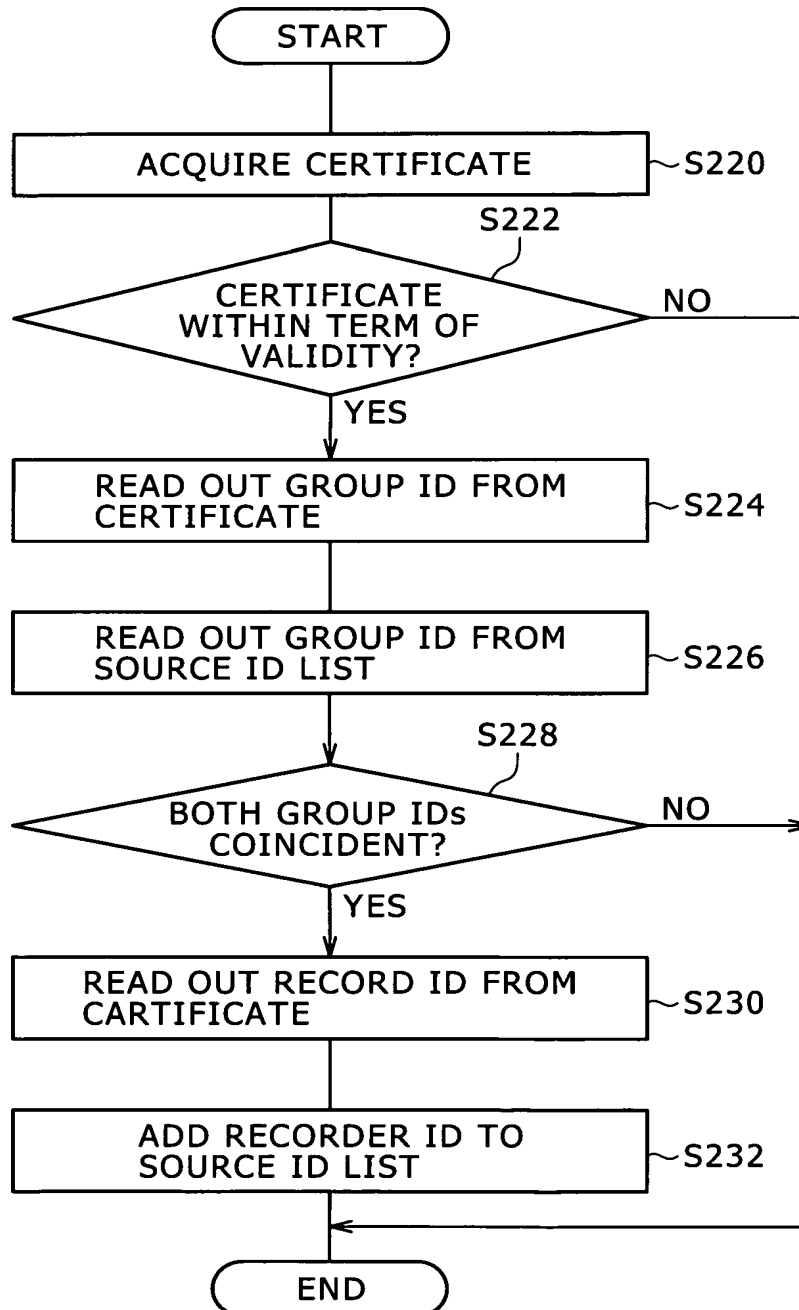 START
ACQUIRE CERTIFICATE
S220
S222
CERTIFICATE
WITHIN TERM OF
VALIDITY?
NO
YES
READ OUT GROUP ID FROM
CERTIFICATE
S224
READ OUT GROUP ID FROM
SOURCE ID LIST
S226
S228
BOTH GROUP IDs
COINCIDENT?
NO
YES
READ OUT RECORD ID FROM
CARTIFICATE
S230
ADD RECORDER ID TO
SOURCE ID LIST
S232
END